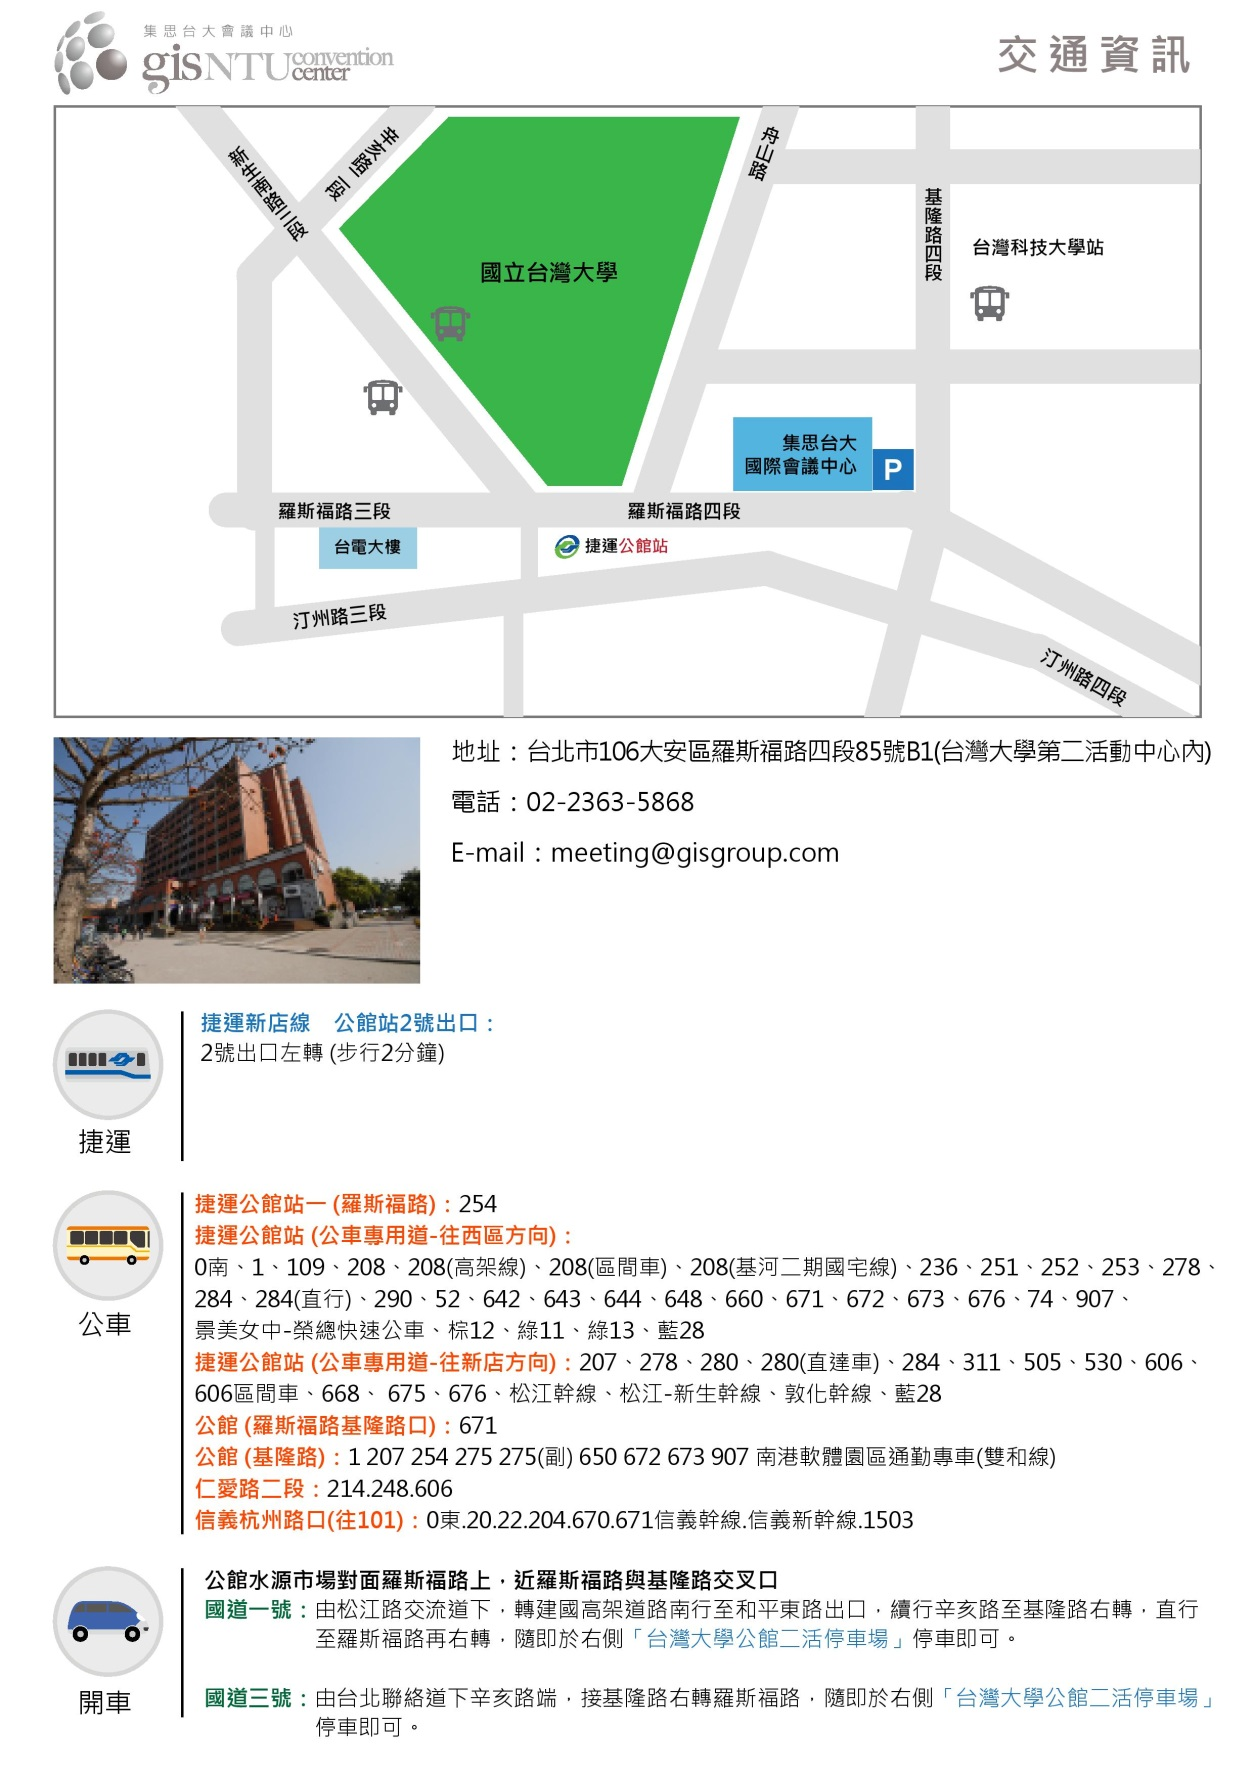 集思台大會議中心
gisNTU convention center
交通資訊
辛亥路二段
新生南路三段
舟山路
基隆路四段
台灣科技大學站
國立台灣大學
集思台大
國際會議中心
P
羅斯福路三段
羅斯福路四段
台電大樓
捷運公館站
汀州路三段
汀州路四段
地址：台北市106大安區羅斯福路四段85號B1(台灣大學第二活動中心內)
電話：02-2363-5868
E-mail：meeting@gisgroup.com
捷運新店線 公館站2號出口：
2號出口左轉 (步行2分鐘)
捷運
捷運公館站一 (羅斯福路)：254
捷運公館站 (公車專用道-往西區方向)：
0南、1、109、208、208(高架線)、208(區間車)、208(基河二期國宅線)、236、251、252、253、278、
284、284(直行)、290、52、642、643、644、648、660、671、672、673、676、74、907、
景美女中-榮總快速公車、棕12、綠11、綠13、藍28
捷運公館站 (公車專用道-往新店方向)：207、278、280、280(直達車)、284、311、505、530、606、
606區間車、668、 675、676、松江幹線、松江-新生幹線、敦化幹線、藍28
公館 (羅斯福路基隆路口)：671
公館 (基隆路)：1 207 254 275 275(副) 650 672 673 907 南港軟體園區通勤專車(雙和線)
仁愛路二段：214.248.606
信義杭州路口(往101)：0東.20.22.204.670.671信義幹線.信義新幹線.1503
公車
公館水源市場對面羅斯福路上，近羅斯福路與基隆路交叉口
國道一號：由松江路交流道下，轉建國高架道路南行至和平東路出口，續行辛亥路至基隆路右轉，直行
至羅斯福路再右轉，隨即於右側「台灣大學公館二活停車場」停車即可。
國道三號：由台北聯絡道下辛亥路端，接基隆路右轉羅斯福路，隨即於右側「台灣大學公館二活停車場」
停車即可。
開車